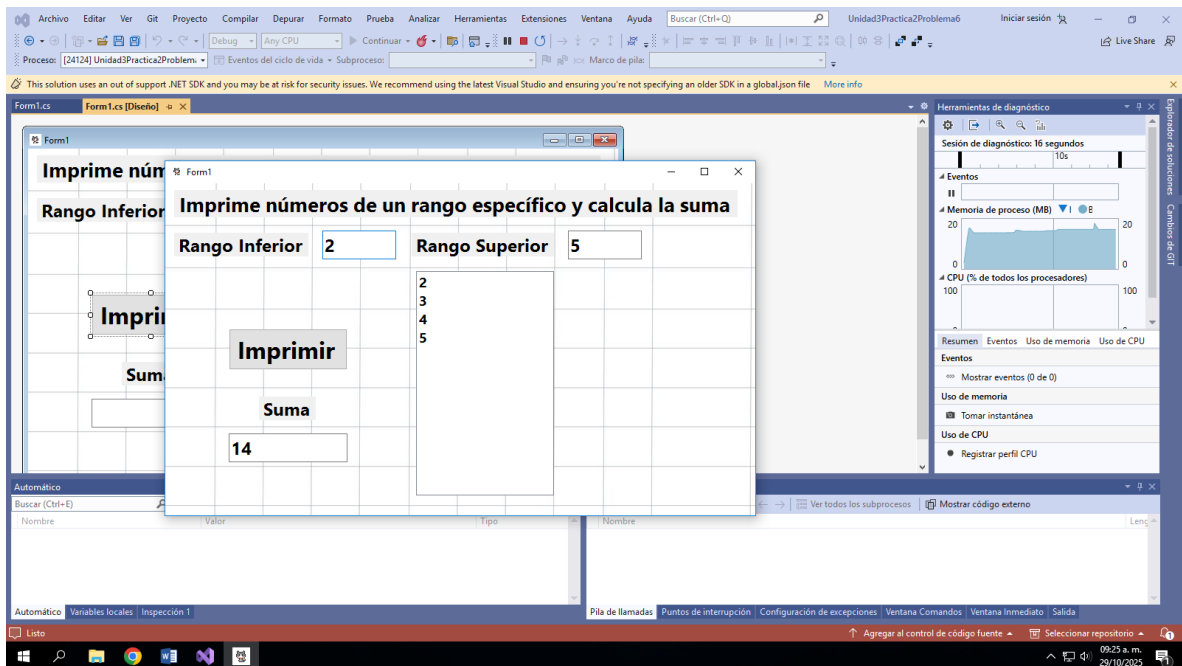 Archivo Editar Ver Git Proyecto Compilar Depurar Formato Prueba Analizar Herramientas Extensiones Ventana Ayuda Buscar (Ctrl+Q) Unidad3Practica2Problema6 Iniciar sesión
Debug Any CPU Continuar Live Share
Proceso: [24124] Unidad3Practica2Problem. Eventos del ciclo de vida Subproceso: Marco de pila:
This solution uses an out of support .NET SDK and you may be at risk for security issues. We recommend using the latest Visual Studio and ensuring you're not specifying an older SDK in a global.json file More info
Form1.cs Form1.cs [Diseño]
Form1
Imprime núm
Rango Inferior
Imprii
Suma
Form1
Imprime números de un rango específico y calcula la suma
Rango Inferior 2 Rango Superior 5
2
3
4
5
Imprimir
Suma
14
Herramientas de diagnóstico
Sesión de diagnóstico: 16 segundos
10s
Eventos
Memoria de proceso (MB)
20 20
0 0
CPU (% de todos los procesadores)
100 100
Resumen Eventos Uso de memoria Uso de CPU
Eventos
Mostrar eventos (0 de 0)
Uso de memoria
Tomar instantánea
Uso de CPU
Registrar perfil CPU
Explorador de soluciones
Cambios de GIT
Automático
Buscar (Ctrl+E)
Nombre Valor Tipo
Ver todos los subprocesos Mostrar código externo
Nombre Leng
Automático Variables locales Inspección 1
Pila de llamadas Puntos de interrupción Configuración de excepciones Ventana Comandos Ventana Inmediato Salida
Listo Agregar al control de código fuente Seleccionar repositorio 1
09:25 a. m.
29/10/2025